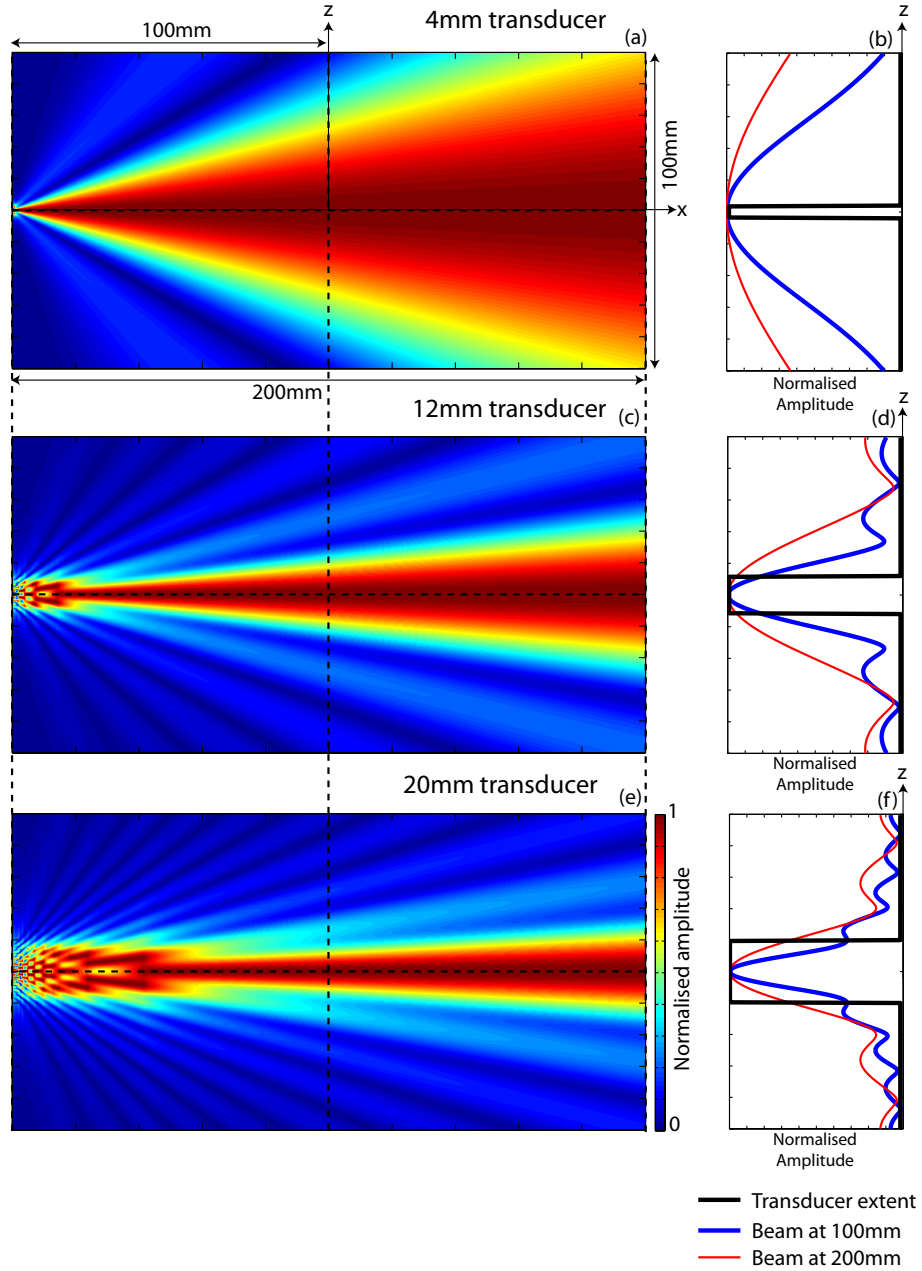 z
4mm transducer
z
100mm
(a)
(b)
100mm
x
200mm
Normalised
Amplitude
12mm transducer
z
(c)
(d)
20mm transducer
Normalised
Amplitude
z
(e)
(f)
1
Normalised amplitude
0
Normalised
Amplitude
Transducer extent
Beam at 100mm
Beam at 200mm